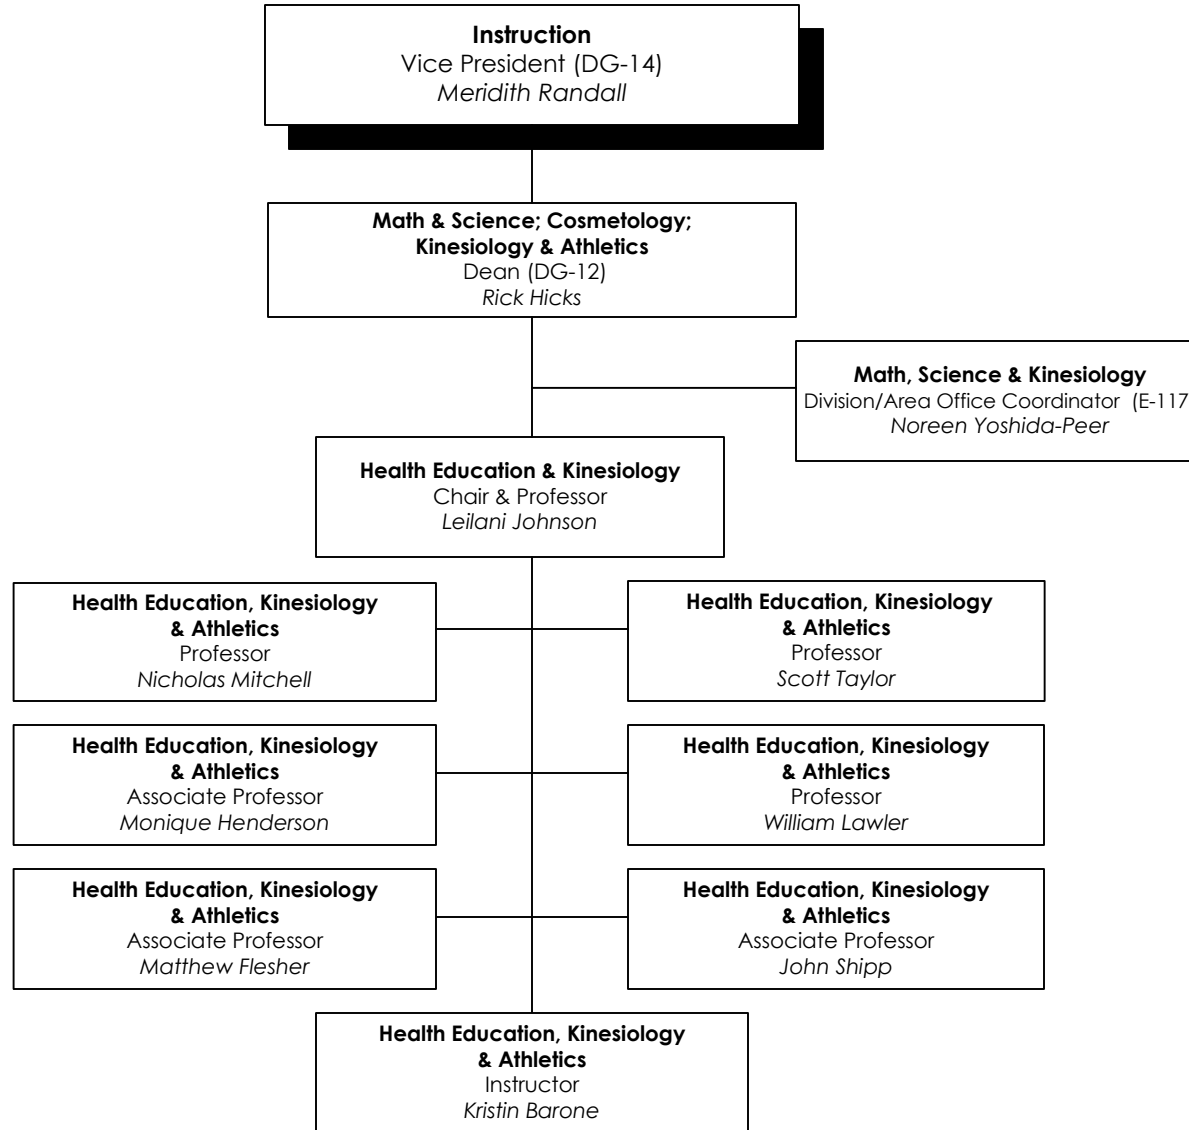 Instruction
Vice President (DG-14)
Meridith Randall
Math & Science; Cosmetology;
Kinesiology & Athletics
Dean (DG-12)
Rick Hicks
Math, Science & Kinesiology
Division/Area Office Coordinator (E-117
Noreen Yoshida-Peer
Health Education & Kinesiology
Chair & Professor
Leilani Johnson
Health Education, Kinesiology
& Athletics
Professor
Nicholas Mitchell
Health Education, Kinesiology
& Athletics
Professor
Scott Taylor
Health Education, Kinesiology
& Athletics
Associate Professor
Monique Henderson
Health Education, Kinesiology
& Athletics
Professor
William Lawler
Health Education, Kinesiology
& Athletics
Associate Professor
Matthew Flesher
Health Education, Kinesiology
& Athletics
Associate Professor
John Shipp
Health Education, Kinesiology
& Athletics
Instructor
Kristin Barone